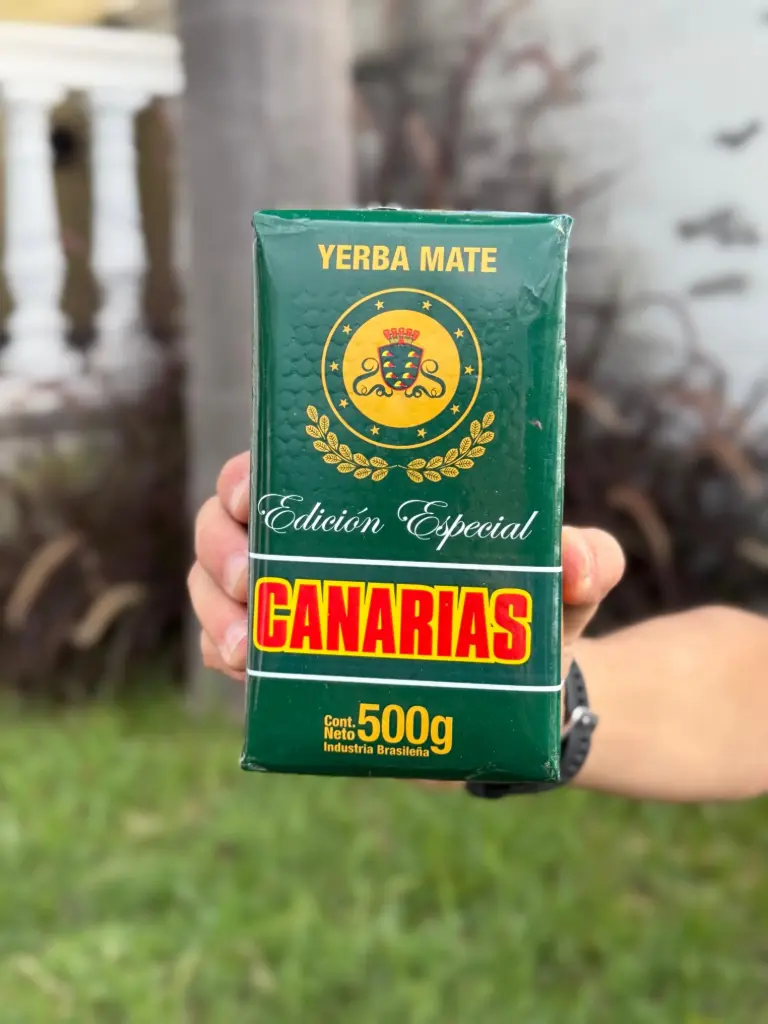 YERBA MATE
Edición Especial
CANARIAS
Cont.
Neto 500g
Industria Brasileña